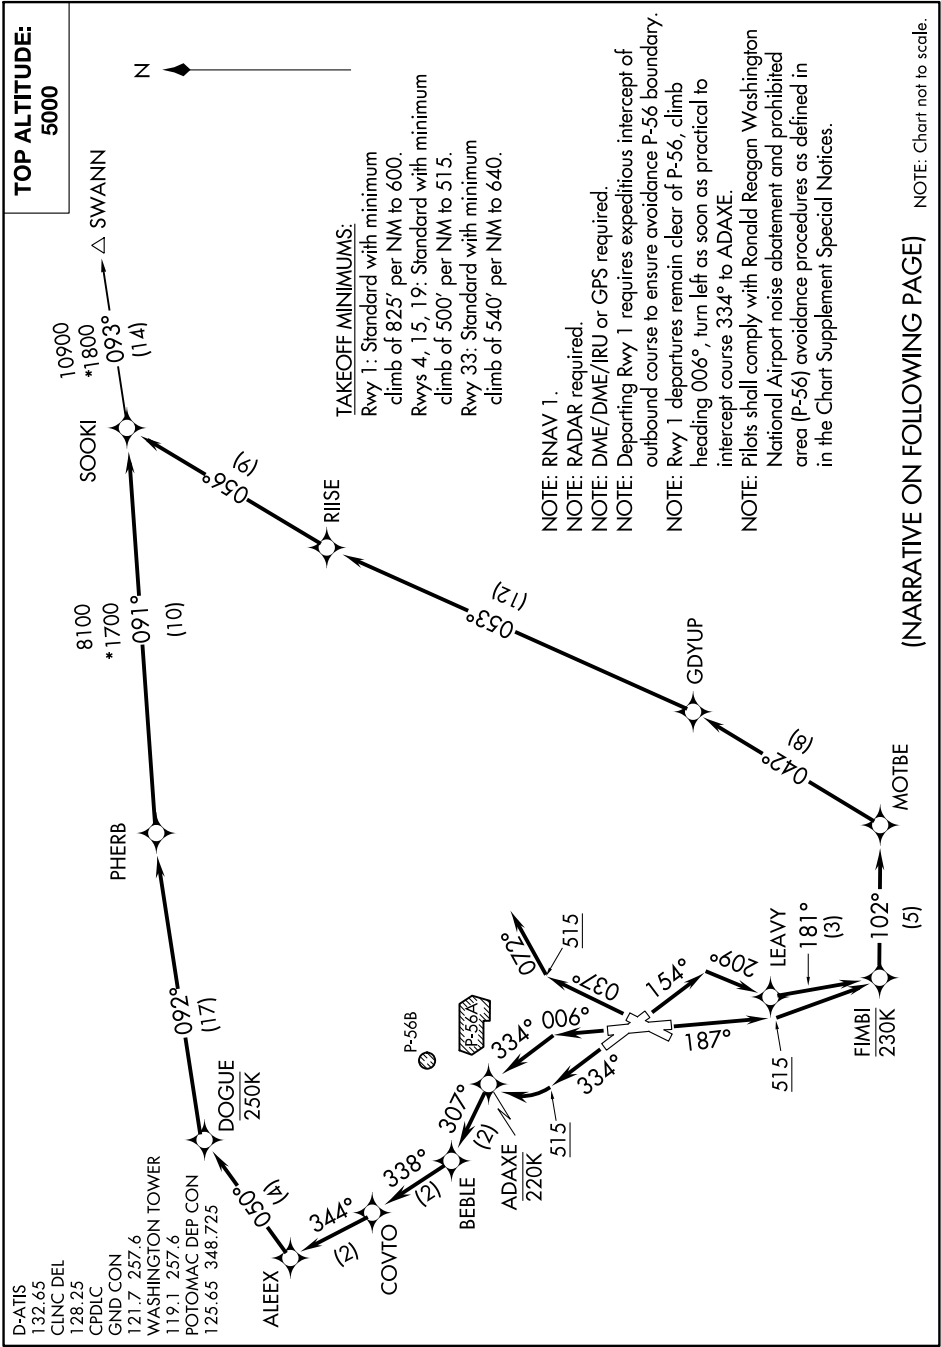 TOP ALTITUDE:
5000
D-ATIS
132.65
CLNC DEL
128.25
CPDLC
GND CON
121.7 257.6
WASHINGTON TOWER
119.1 257.6
POTOMAC DEP CON
125.65 348.725
N
SWANN
10900
*1800
093°
(14)
SOOKI
8100
*1700
091°
(10)
PHERB
092°
(17)
DOGUE
250K
050°
(4)
ALEEX
344°
(2)
COVTO
338°
(2)
BEBLE
307°
(2)
ADAXE
220K
P-56B
P-56A
334°
006°
334°
515
037°
072°
515
154°
209°
187°
515
LEAVY
181°
(3)
FIMBI
230K
102°
(5)
MOTBE
042°
(8)
GDYUP
053°
(12)
RIISE
056°
(9)
TAKEOFF MINIMUMS:
Rwy 1: Standard with minimum
climb of 825' per NM to 600.
Rwys 4, 15, 19: Standard with minimum
climb of 500' per NM to 515.
Rwy 33: Standard with minimum
climb of 540' per NM to 640.
NOTE: RNAV 1.
NOTE: RADAR required.
NOTE: DME/DME/IRU or GPS required.
NOTE: Departing Rwy 1 requires expeditious intercept of
outbound course to ensure avoidance P-56 boundary.
NOTE: Rwy 1 departures remain clear of P-56, climb
heading 006°, turn left as soon as practical to
intercept course 334° to ADAXE.
NOTE: Pilots shall comply with Ronald Reagan Washington
National Airport noise abatement and prohibited
area (P-56) avoidance procedures as defined in
in the Chart Supplement Special Notices.
(NARRATIVE ON FOLLOWING PAGE)
NOTE: Chart not to scale.